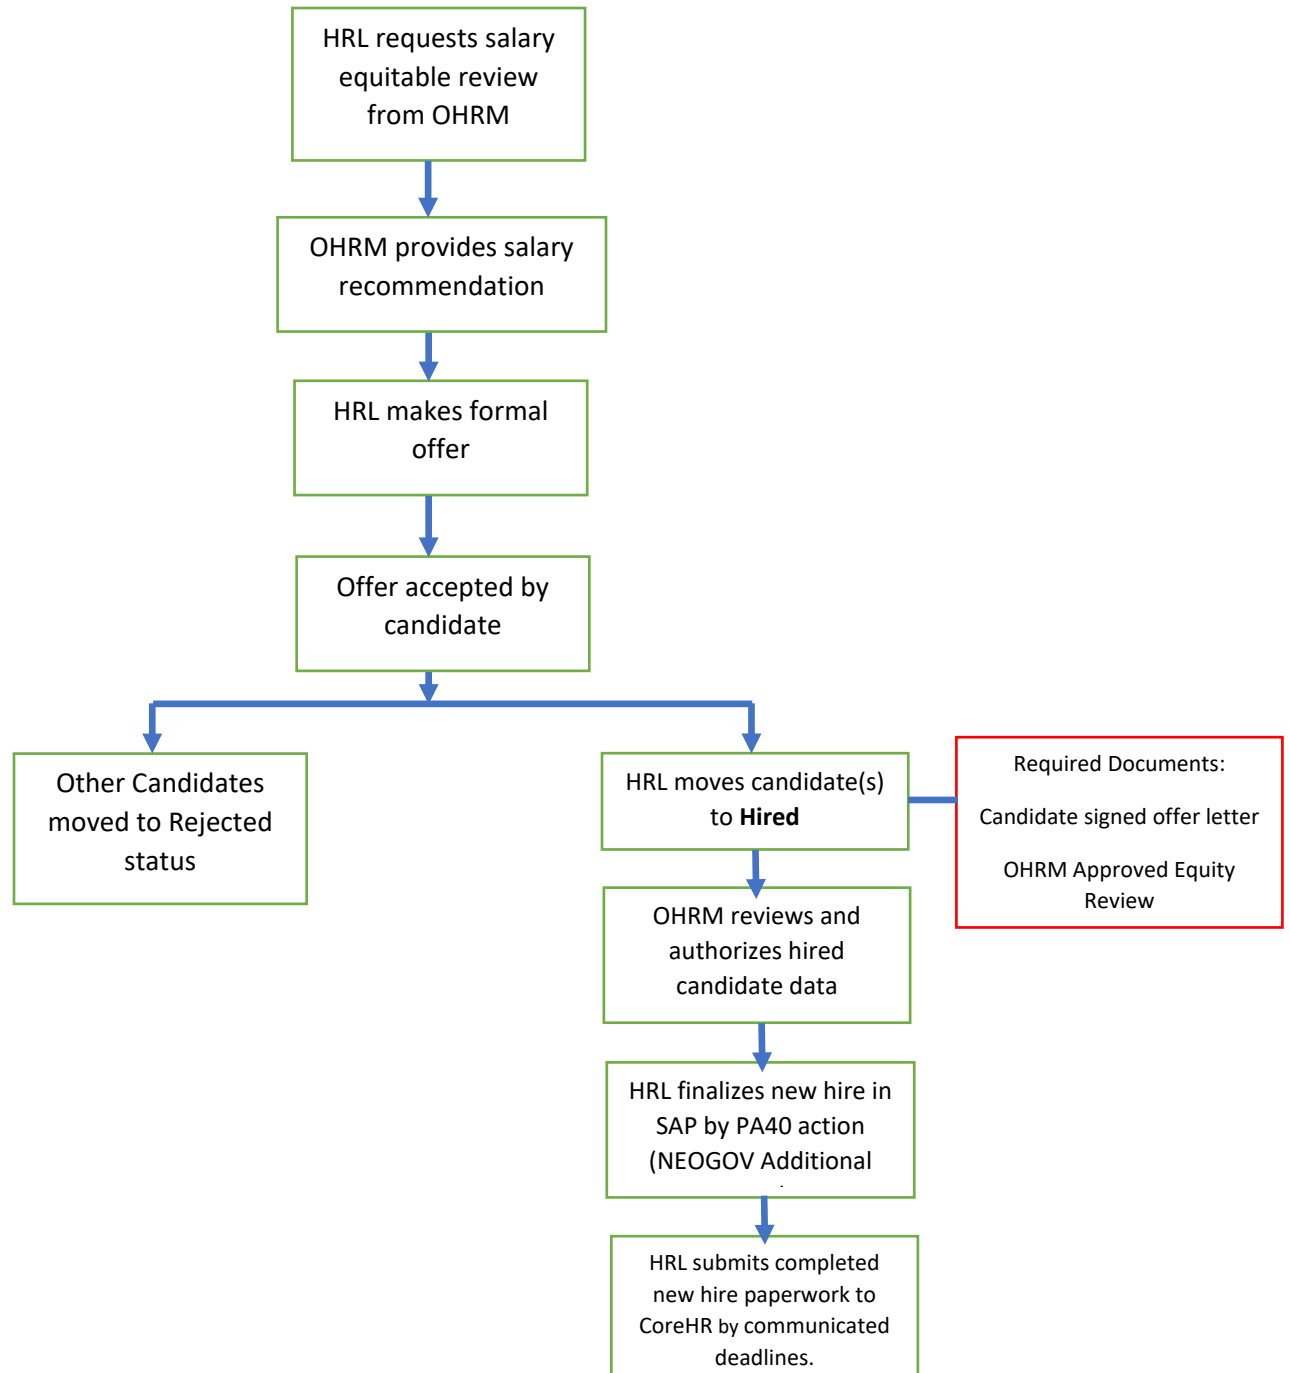 HRL requests salary
equitable review
from OHRM
OHRM provides salary
recommendation
HRL makes formal
offer
Offer accepted by
candidate
Other Candidates
moved to Rejected
status
HRL moves candidate(s)
to Hired
Required Documents:
Candidate signed offer letter
OHRM Approved Equity
Review
OHRM reviews and
authorizes hired
candidate data
HRL finalizes new hire in
SAP by PA40 action
(NEOGOV Additional
HRL submits completed
new hire paperwork to
CoreHR by communicated
deadlines.